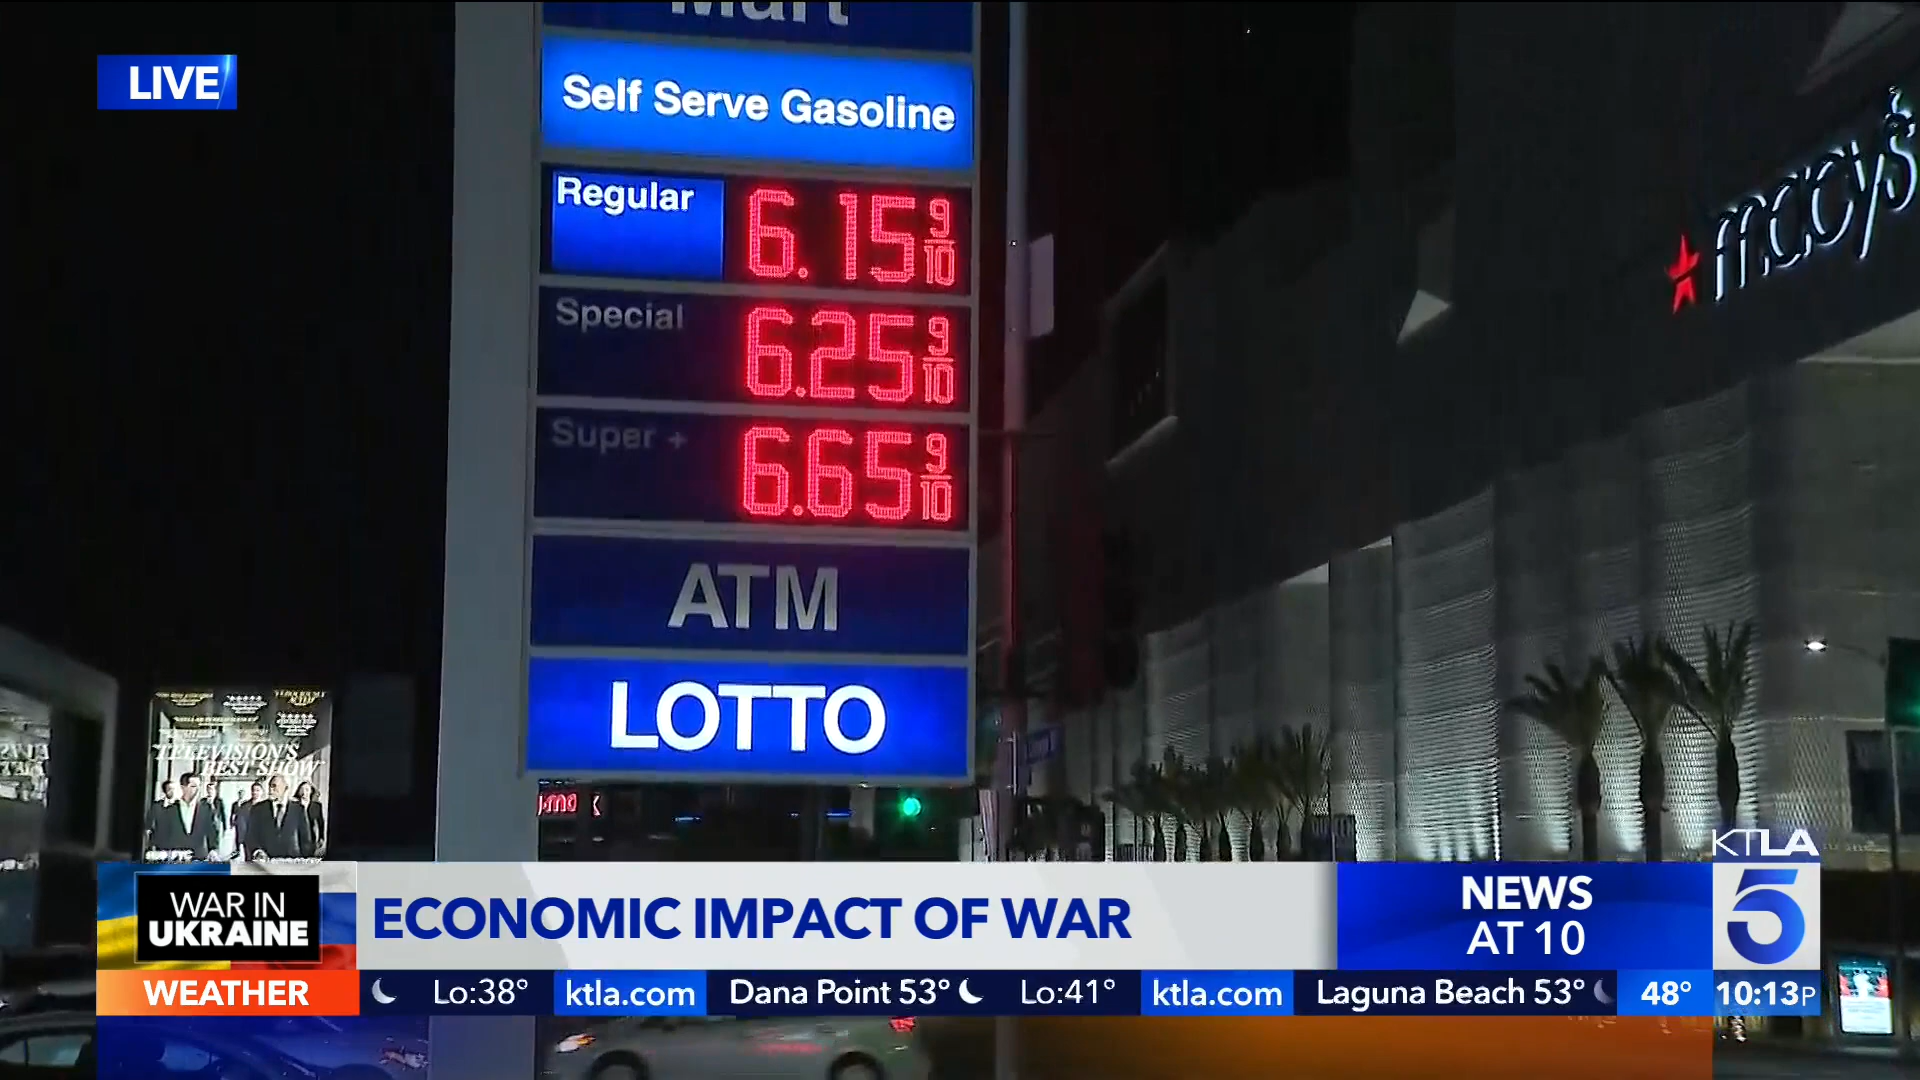 Mart
LIVE
Self Serve Gasoline
Regular 6.15 9/10
Special 6.25 9/10
Super + 6.65 9/10
ATM
LOTTO
macy's
TELEVISION'S
BEST SHOW
KTLA
5
WAR IN
UKRAINE
ECONOMIC IMPACT OF WAR
NEWS
AT 10
WEATHER Lo:38° ktla.com Dana Point 53° Lo:41° ktla.com Laguna Beach 53° 48° 10:13P